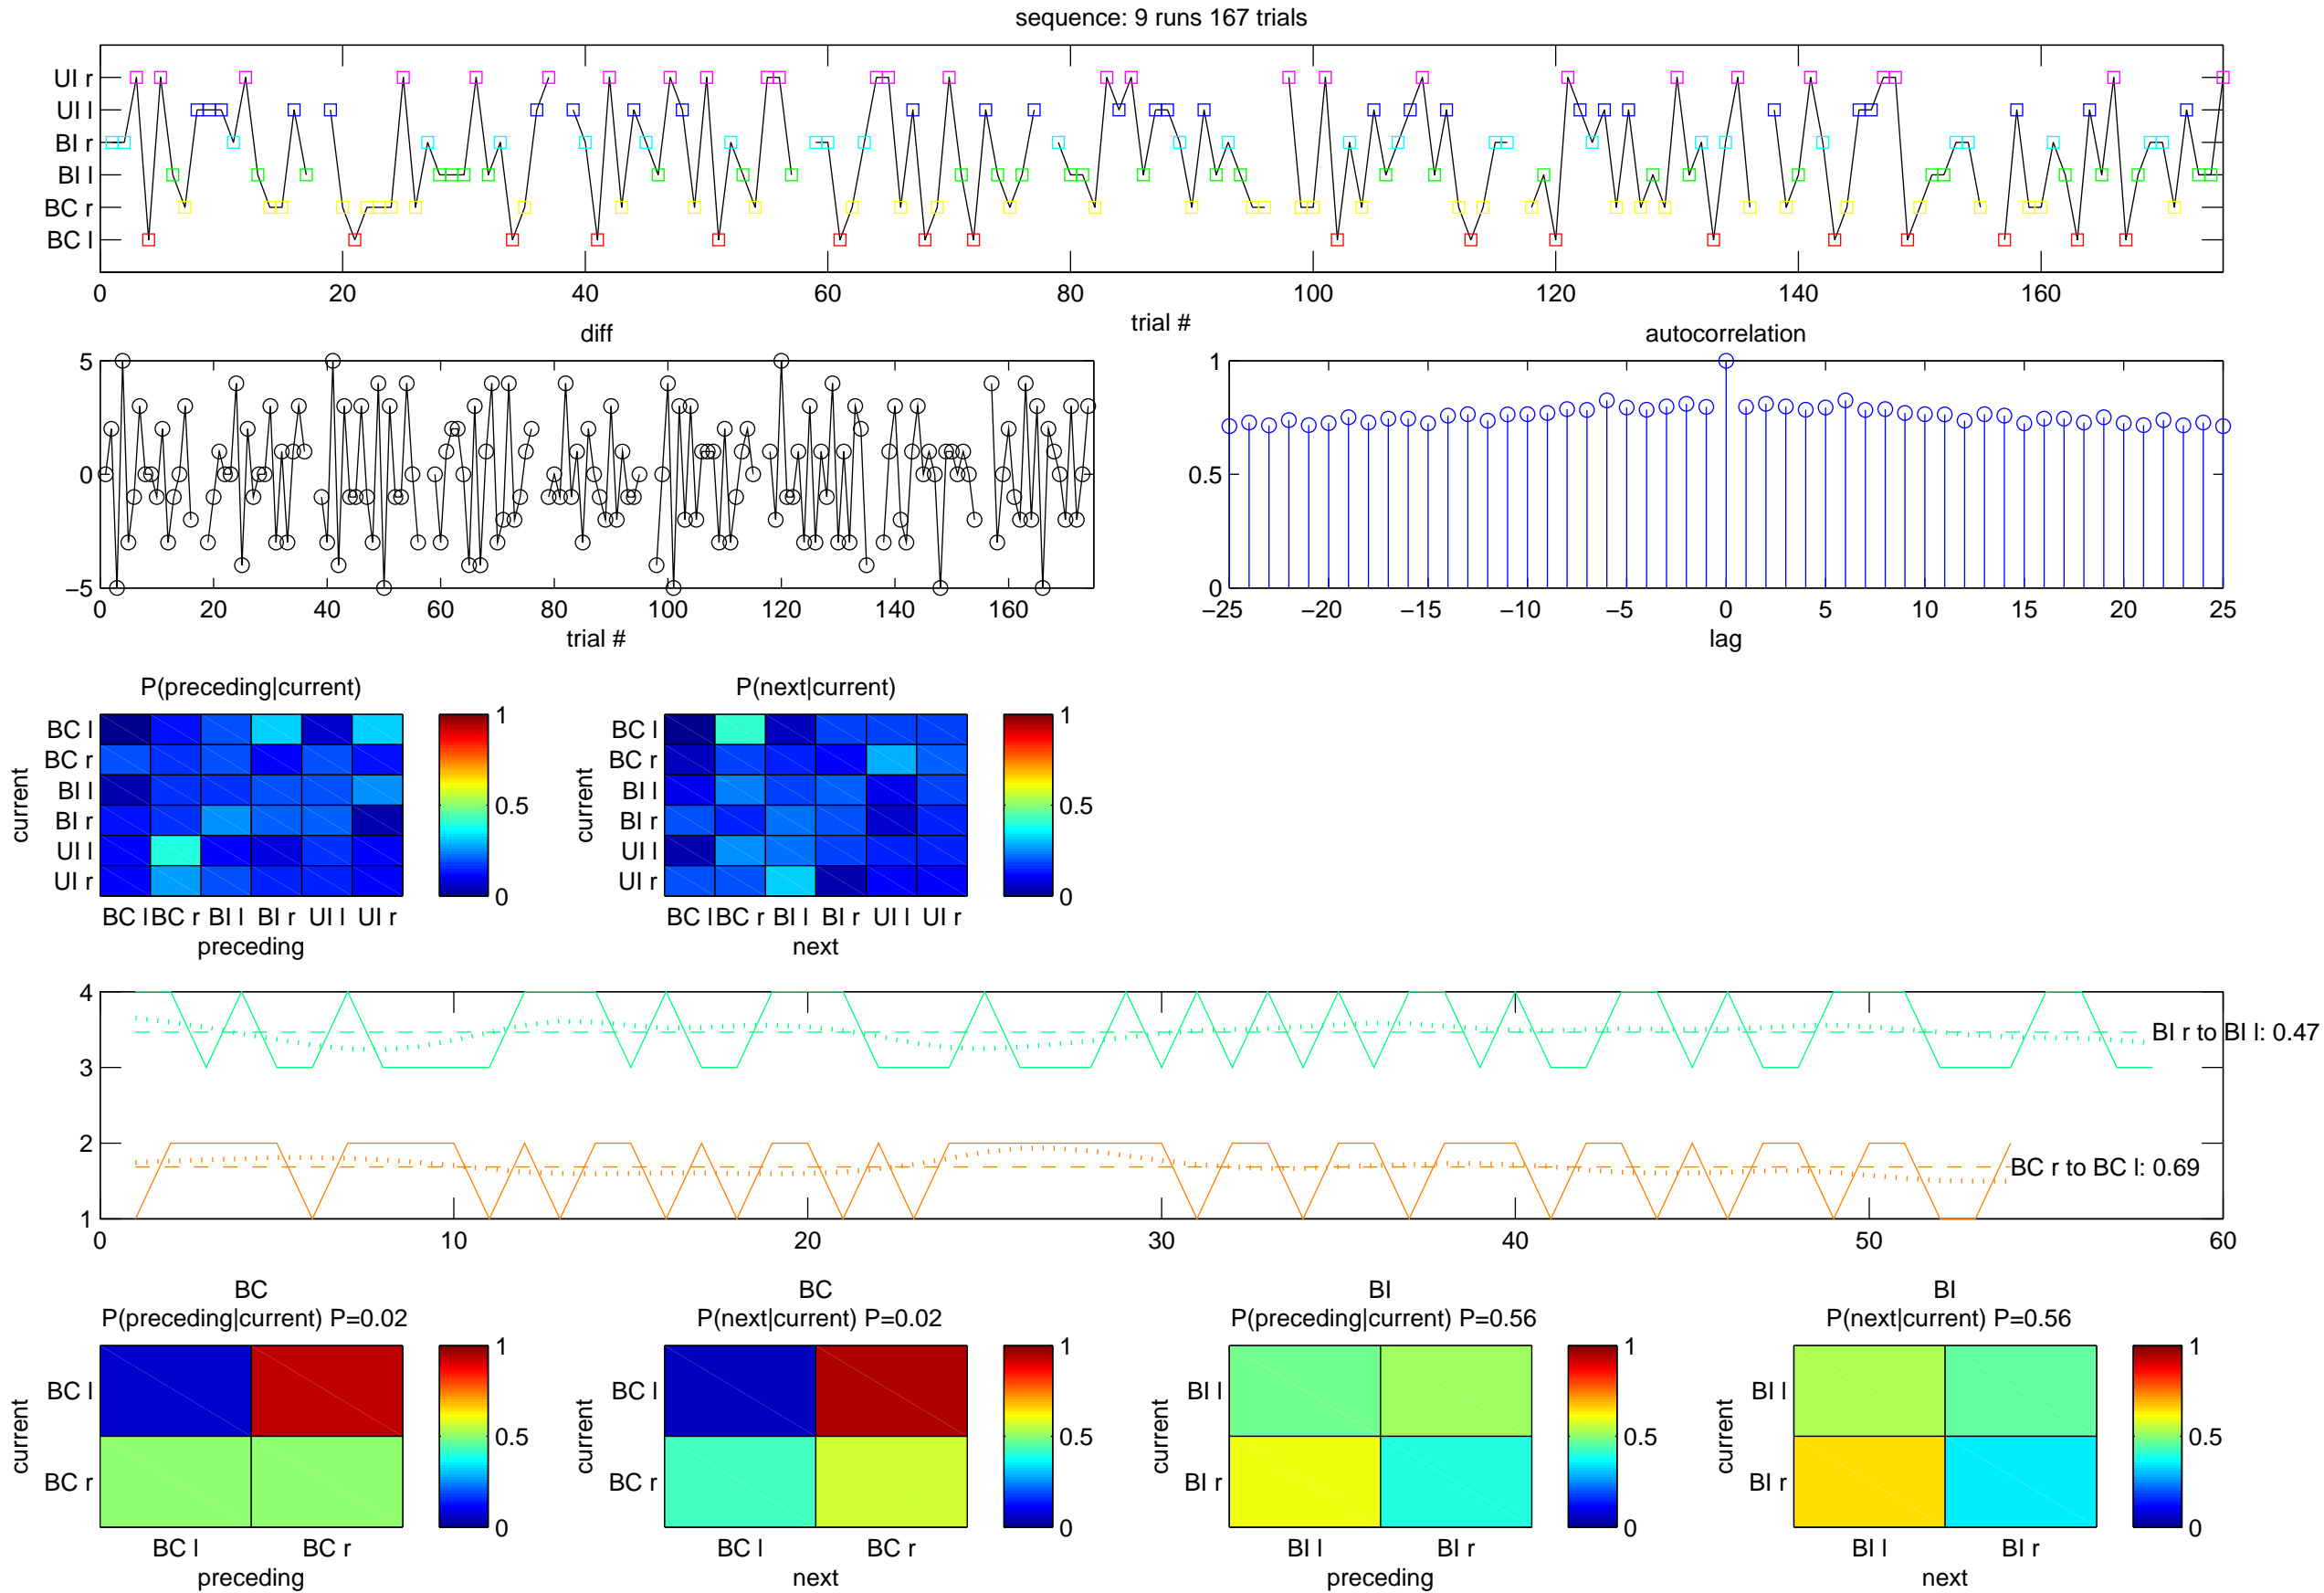 sequence: 9 runs 167 trials
UI r
UI l
BI r
BI l
BC r
BC l
0 20 40 60 80 100 120 140 160
trial #
diff
5
0
−5
0 20 40 60 80 100 120 140 160
trial #
autocorrelation
1
0.5
0
−25 −20 −15 −10 −5 0 5 10 15 20 25
lag
P(preceding|current)
current
BC l
BC r
BI l
BI r
UI l
UI r
BC l BC r BI l BI r UI l UI r
preceding
1
0.5
0
P(next|current)
current
BC l
BC r
BI l
BI r
UI l
UI r
BC l BC r BI l BI r UI l UI r
next
1
0.5
0
4
3
2
1
BI r to BI l: 0.47
BC r to BC l: 0.69
0 10 20 30 40 50 60
BC
P(preceding|current) P=0.02
current
BC l
BC r
BC l BC r
preceding
1
0.5
0
BC
P(next|current) P=0.02
current
BC l
BC r
BC l BC r
next
1
0.5
0
BI
P(preceding|current) P=0.56
current
BI l
BI r
BI l BI r
preceding
1
0.5
0
BI
P(next|current) P=0.56
current
BI l
BI r
BI l BI r
next
1
0.5
0